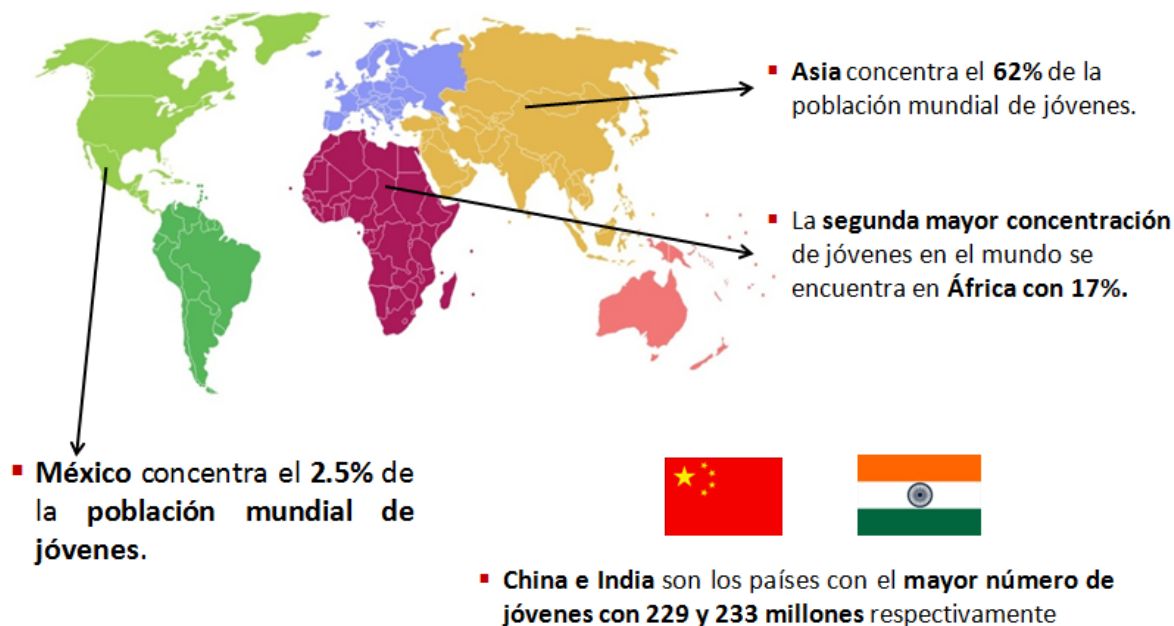 Asia concentra el 62% de la
población mundial de jóvenes.
La segunda mayor concentración
de jóvenes en el mundo se
encuentra en África con 17%.
México concentra el 2.5% de
la población mundial de
jóvenes.
China e India son los países con el mayor número de
jóvenes con 229 y 233 millones respectivamente